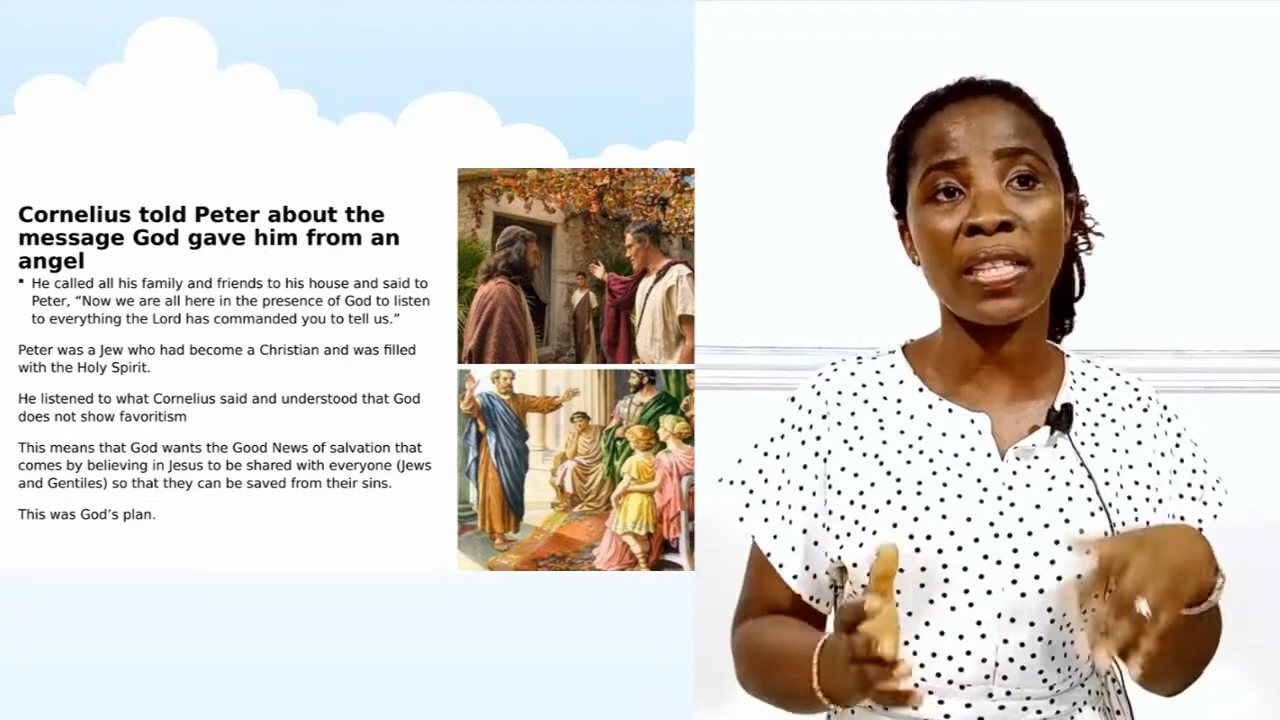 Cornelius told Peter about the
message God gave him from an
angel
▪ He called all his family and friends to his house and said to
Peter, “Now we are all here in the presence of God to listen
to everything the Lord has commanded you to tell us.”
Peter was a Jew who had become a Christian and was filled
with the Holy Spirit.
He listened to what Cornelius said and understood that God
does not show favoritism
This means that God wants the Good News of salvation that
comes by believing in Jesus to be shared with everyone (Jews
and Gentiles) so that they can be saved from their sins.
This was God’s plan.